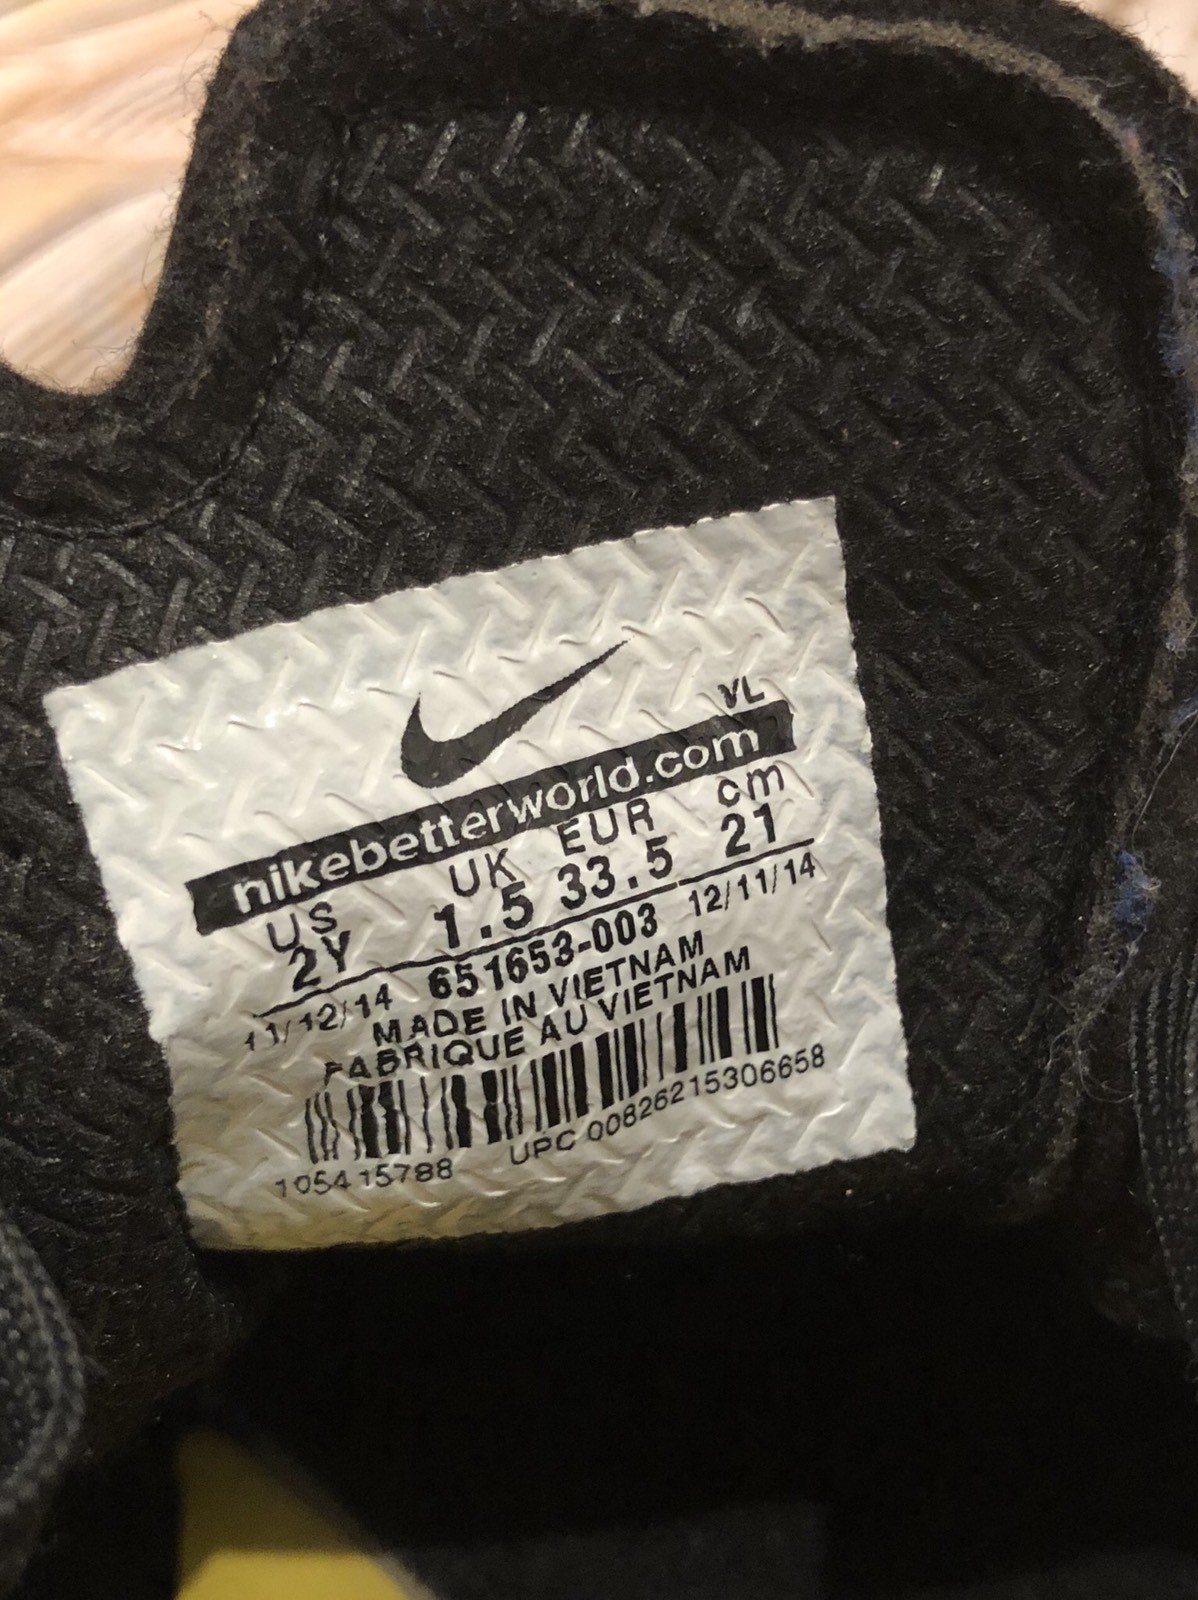 VL
nikebetterworld.com
US UK EUR cm
2Y 1.5 33.5 21
11/12/14 651653-003 12/11/14
MADE IN VIETNAM
FABRIQUE AU VIETNAM
105415788 UPC 00826215306658